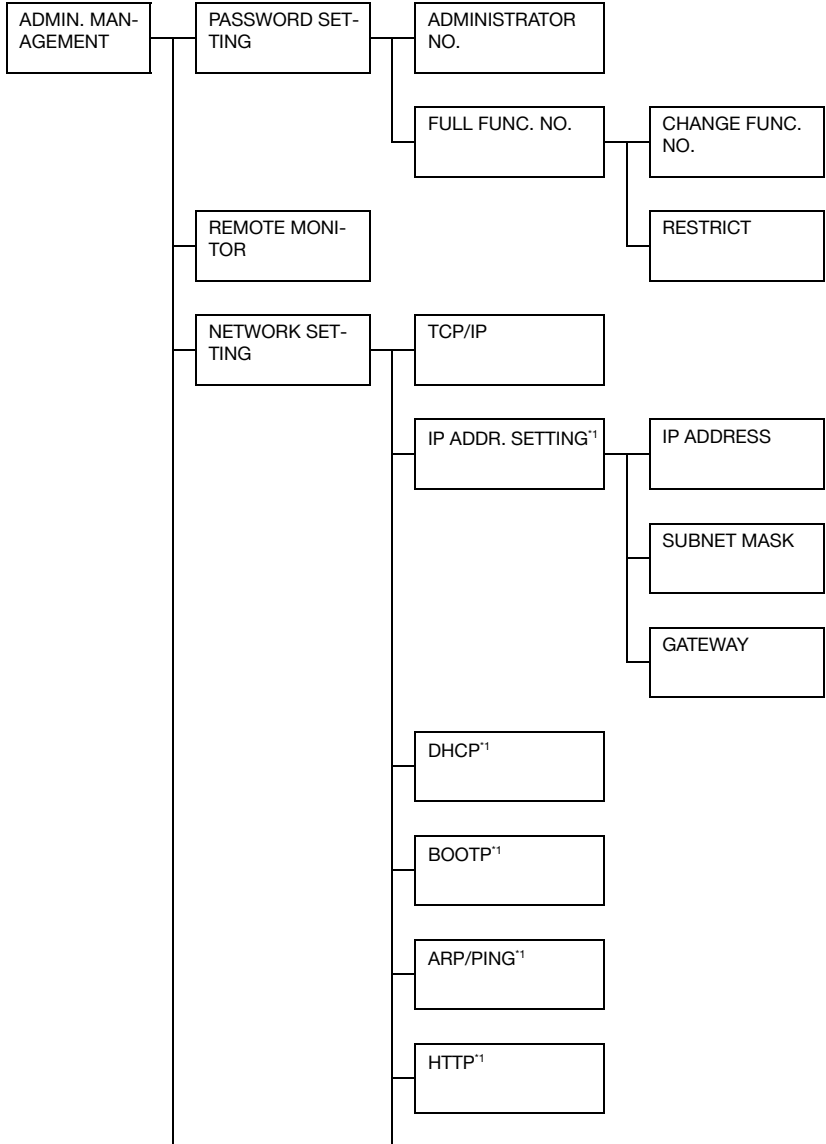 ADMIN. MAN-
AGEMENT
PASSWORD SET-
TING
ADMINISTRATOR
NO.
FULL FUNC. NO.
CHANGE FUNC.
NO.
RESTRICT
REMOTE MONI-
TOR
NETWORK SET-
TING
TCP/IP
IP ADDR. SETTING*1
IP ADDRESS
SUBNET MASK
GATEWAY
DHCP*1
BOOTP*1
ARP/PING*1
HTTP*1